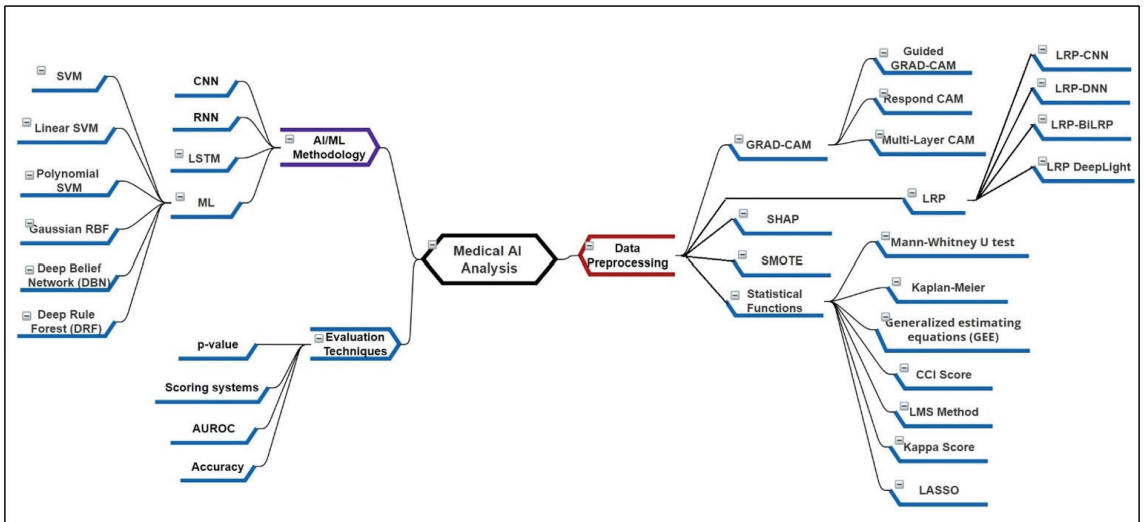 SVM
Linear SVM
Polynomial
SVM
Gaussian RBF
Deep Belief
Network (DBN)
Deep Rule
Forest (DRF)
CNN
RNN
LSTM
ML
AI/ML
Methodology
p-value
Scoring systems
AUROC
Accuracy
Evaluation
Techniques
Medical AI
Analysis
Data
Preprocessing
GRAD-CAM
Guided
GRAD-CAM
Respond CAM
Multi-Layer CAM
LRP
LRP-CNN
LRP-DNN
LRP-BiLRP
LRP DeepLight
SHAP
SMOTE
Statistical
Functions
Mann-Whitney U test
Kaplan-Meier
Generalized estimating
equations (GEE)
CCI Score
LMS Method
Kappa Score
LASSO